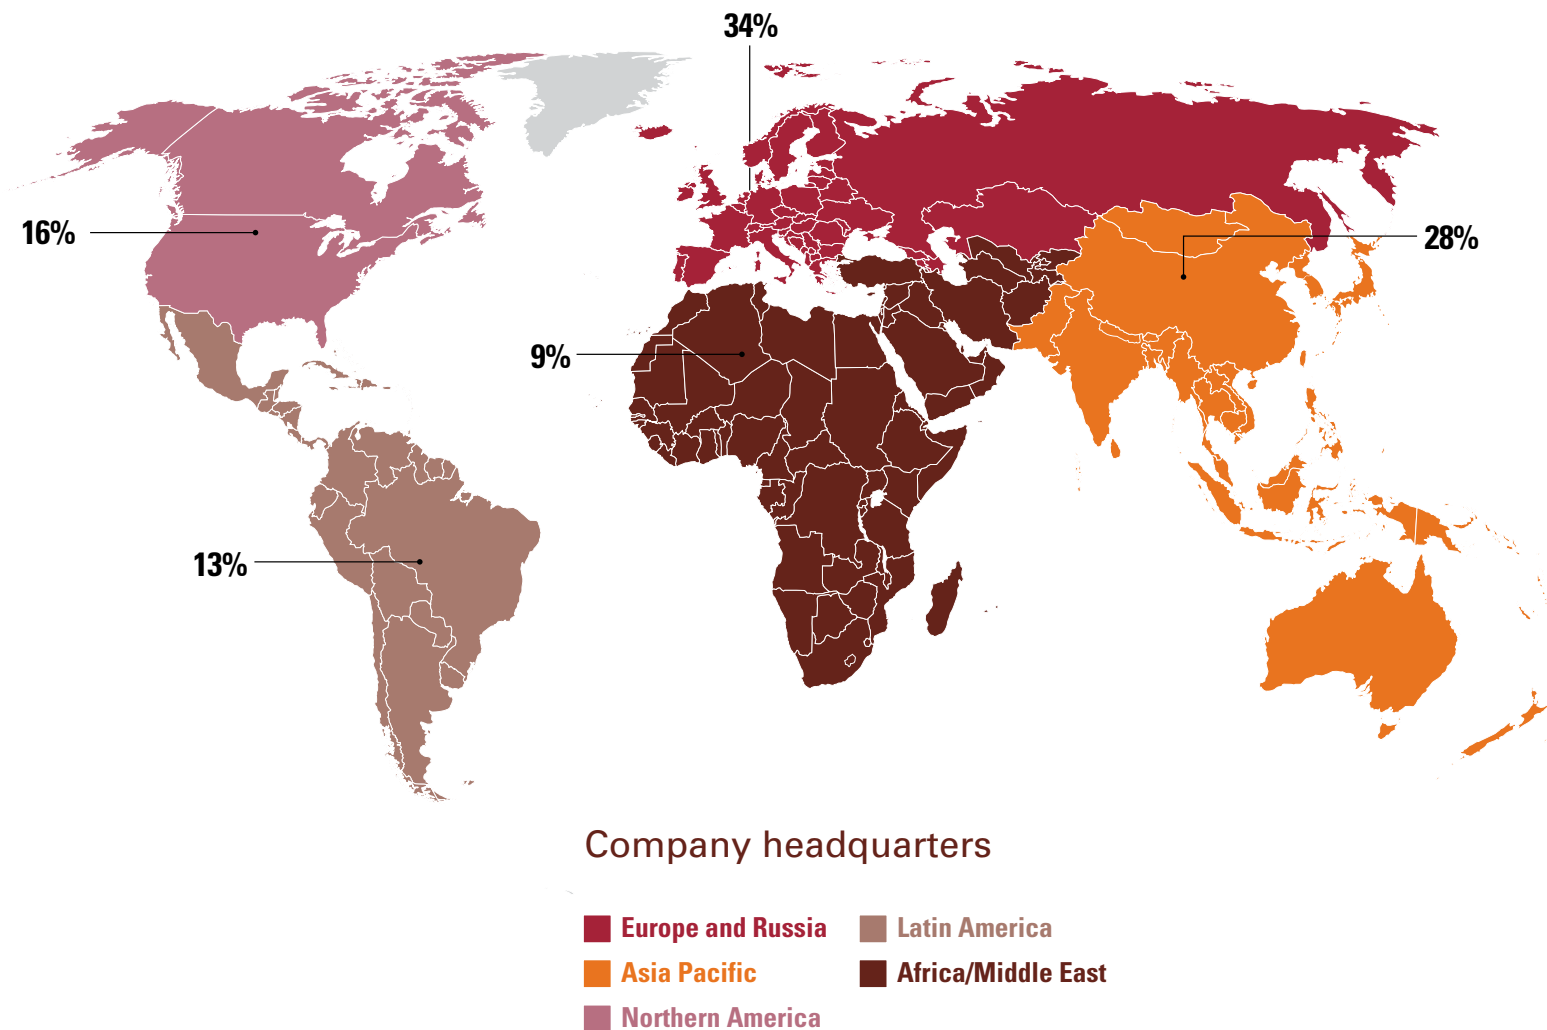 34%
16%
28%
9%
13%
Company headquarters
Europe and Russia
Latin America
Asia Pacific
Africa/Middle East
Northern America